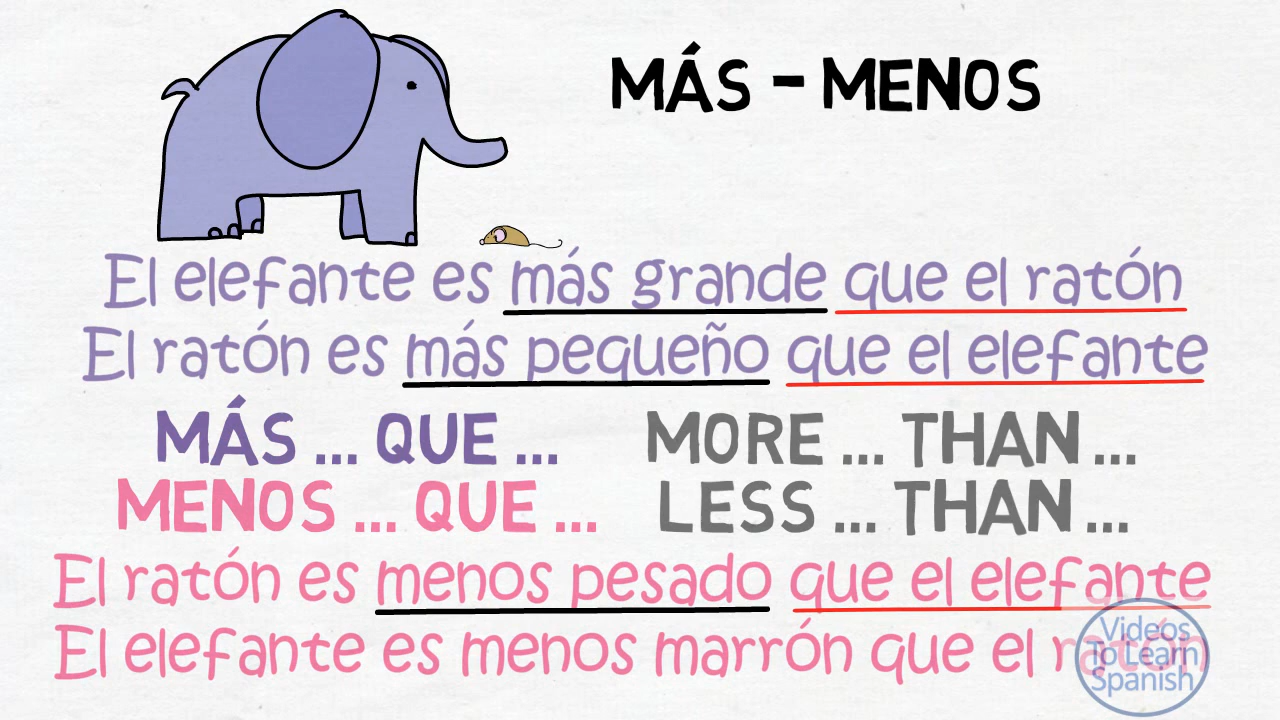 MÁS - MENOS
El elefante es más grande que el ratón
El ratón es más pequeño que el elefante
MÁS ... QUE ... MORE ... THAN ...
MENOS ... QUE ... LESS ... THAN ...
El ratón es menos pesado que el elefante
El elefante es menos marrón que el ratón
Videos
To Learn
Spanish